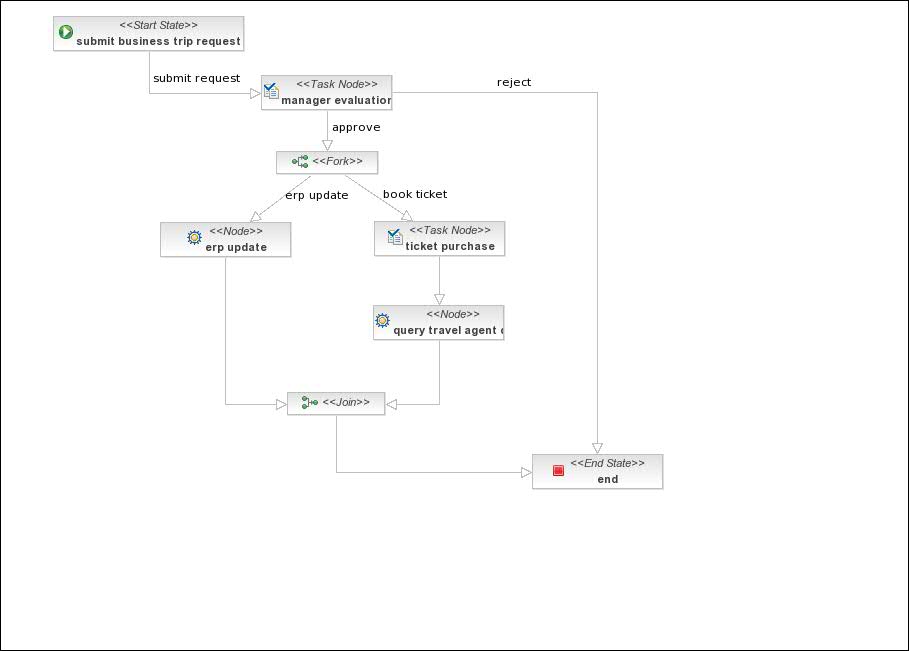 <<Start State>>
submit business trip request
submit request
<<Task Node>>
manager evaluation
reject
approve
<<Fork>>
erp update
book ticket
<<Node>>
erp update
<<Task Node>>
ticket purchase
<<Node>>
query travel agent
<<Join>>
<<End State>>
end